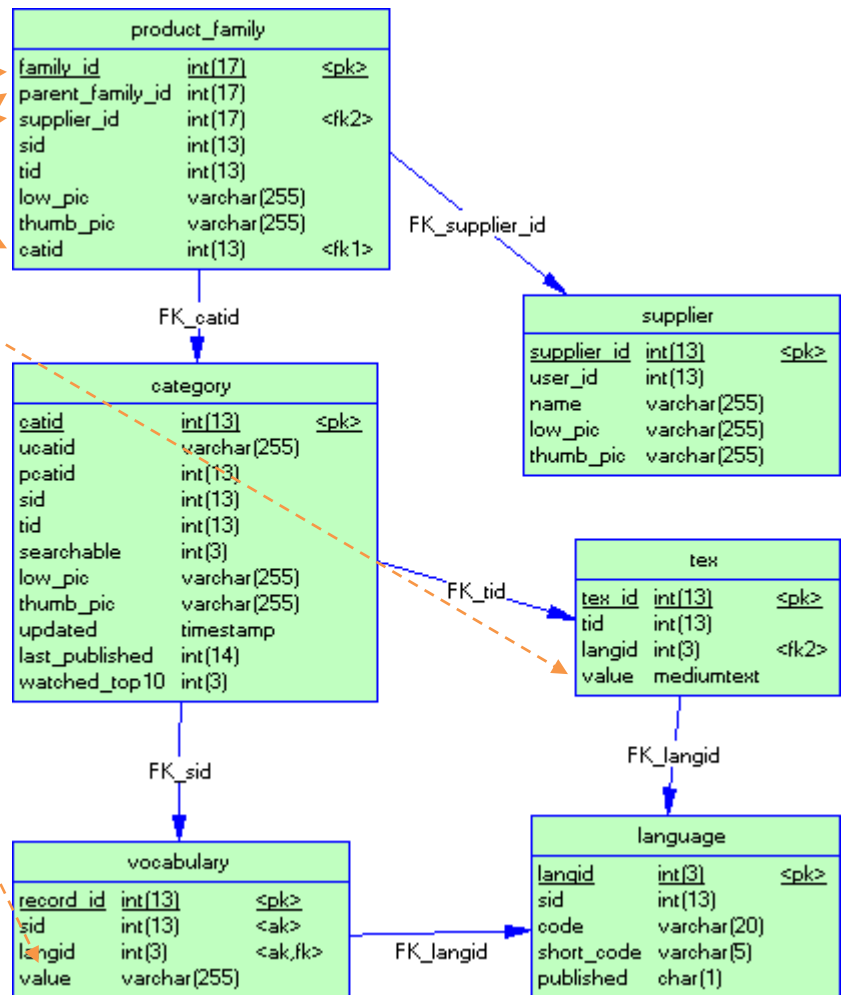 product_family
family_id int(17) <pk>
parent_family_id int(17)
supplier_id int(17) <fk2>
sid int(13)
tid int(13)
low_pic varchar(255)
thumb_pic varchar(255)
catid int(13) <fk1>
FK_supplier_id
FK_catid
supplier
supplier_id int(13) <pk>
user_id int(13)
name varchar(255)
low_pic varchar(255)
thumb_pic varchar(255)
category
catid int(13) <pk>
ucatid varchar(255)
pcatid int(13)
sid int(13)
tid int(13)
searchable int(3)
low_pic varchar(255)
thumb_pic varchar(255)
updated timestamp
last_published int(14)
watched_top10 int(3)
FK_tid
tex
tex_id int(13) <pk>
tid int(13)
langid int(3) <fk2>
value mediumtext
FK_sid
FK_langid
vocabulary
record_id int(13) <pk>
sid int(13) <ak>
langid int(3) <ak,fk>
value varchar(255)
FK_langid
language
langid int(3) <pk>
sid int(13)
code varchar(20)
short_code varchar(5)
published char(1)